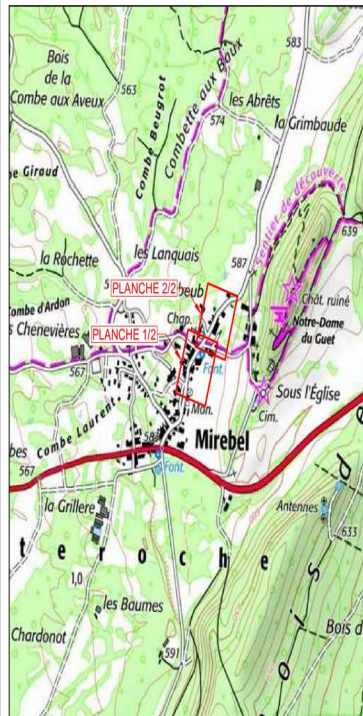 583
Bois
de la
Combe aux Aveux
563
Combe Beugrot
Combette aux Baux
les Abrêts
574
la Grimbaude
Giraud
la Rochette
les Lanquais
Sentier de découverte
639
587
PLANCHE 2/2
beub
Chât. ruiné
Combe d'Ardon
Chap.
Notre-Dame
du Guet
s Chenevières
PLANCHE 1/2
567
Font.
Sous l'Église
Cim.
Combe Laurent
Man.
Mirebel
bes
567
Font.
la Grillere
Antennes
633
t e r o c h e
P
s
o
1,0
les Baumes
Chardonot
591
Bois d